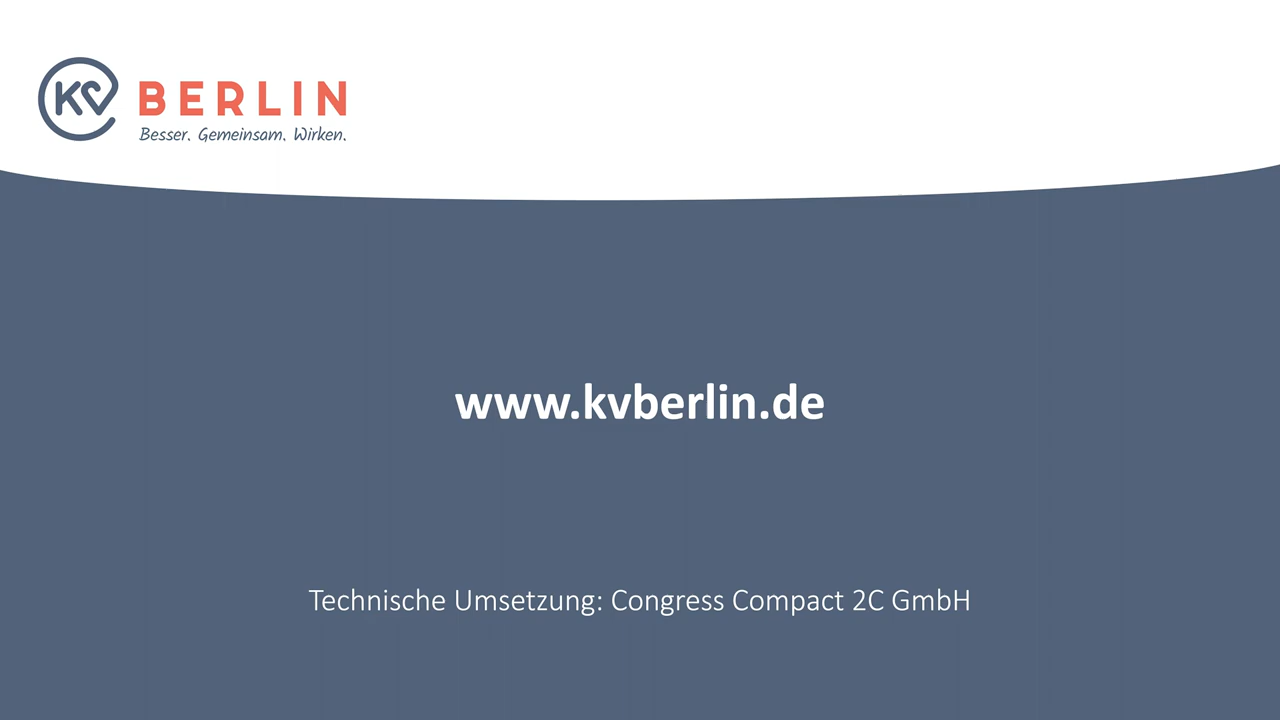 KV BERLIN
Besser. Gemeinsam. Wirken.
www.kvberlin.de
Technische Umsetzung: Congress Compact 2C GmbH